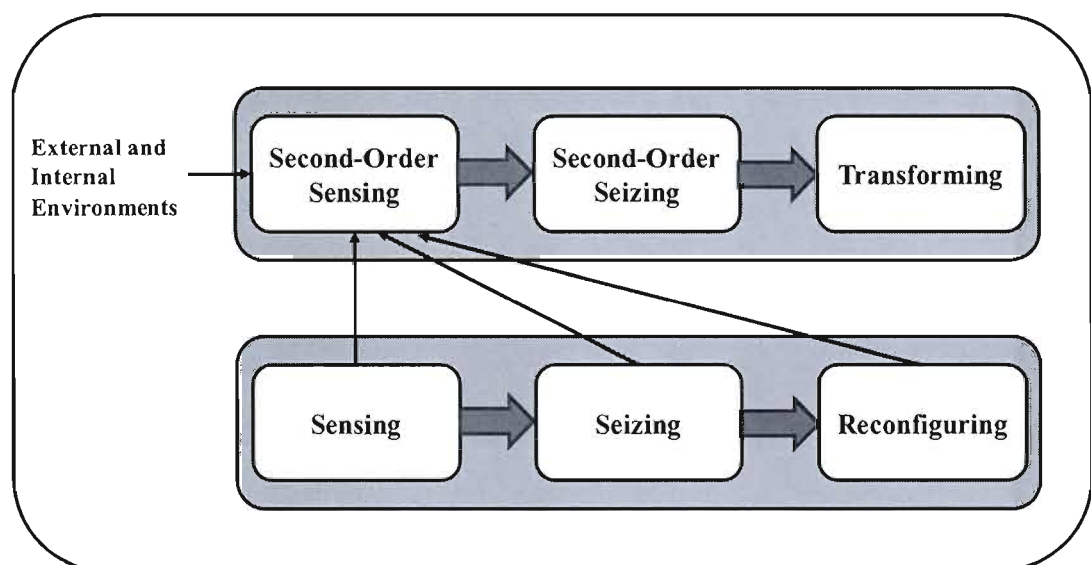 External and
Internal
Environments
Second-Order
Sensing
Second-Order
Seizing
Transforming
Sensing
Seizing
Reconfiguring